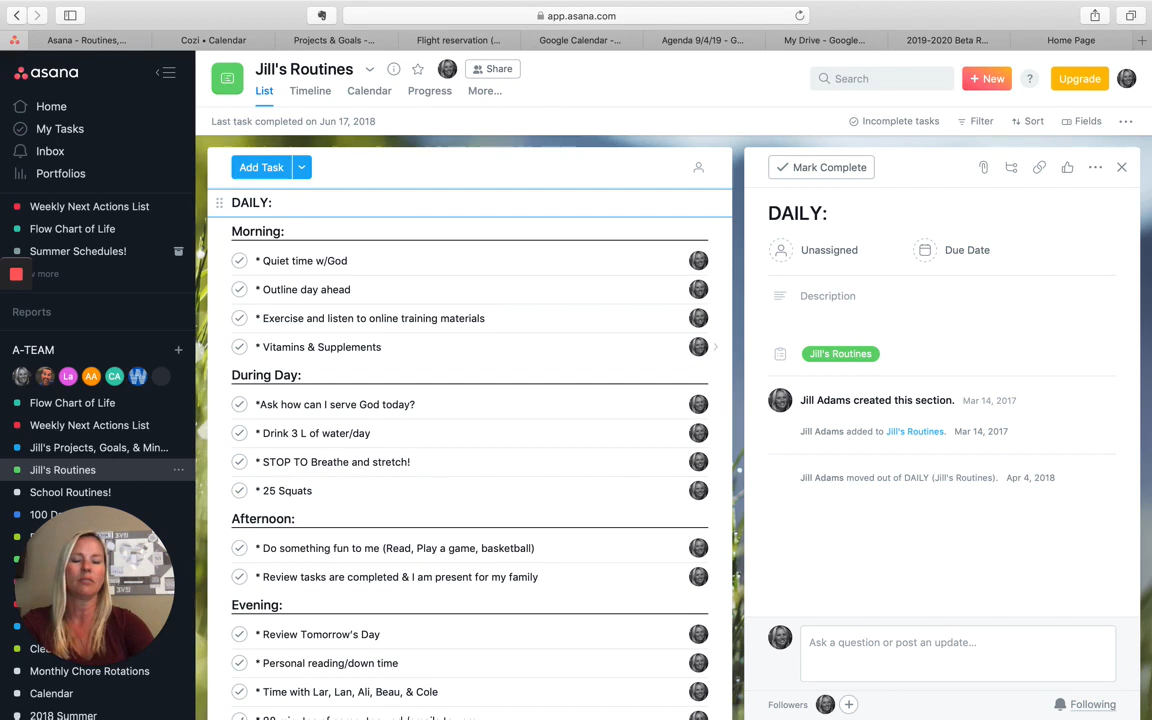 app.asana.com
Asana - Routines,...
Cozi • Calendar
Projects & Goals -...
Flight reservation (...
Google Calendar -...
Agenda 9/4/19 - G...
My Drive - Google...
2019-2020 Beta R...
Home Page
asana
Home
My Tasks
Inbox
Portfolios
Weekly Next Actions List
Flow Chart of Life
Summer Schedules!
w more
Reports
A-TEAM
La
AA
CA
Flow Chart of Life
Weekly Next Actions List
Jill's Projects, Goals, & Min...
Jill's Routines
School Routines!
100 D
Cle
Monthly Chore Rotations
Calendar
2018 Summer
Jill's Routines
Share
List
Timeline
Calendar
Progress
More...
Search
+ New
?
Upgrade
Last task completed on Jun 17, 2018
Incomplete tasks
Filter
Sort
Fields
Add Task
DAILY:
Morning:
* Quiet time w/God
* Outline day ahead
* Exercise and listen to online training materials
* Vitamins & Supplements
During Day:
*Ask how can I serve God today?
* Drink 3 L of water/day
* STOP TO Breathe and stretch!
* 25 Squats
Afternoon:
* Do something fun to me (Read, Play a game, basketball)
* Review tasks are completed & I am present for my family
Evening:
* Review Tomorrow's Day
* Personal reading/down time
* Time with Lar, Lan, Ali, Beau, & Cole
Mark Complete
DAILY:
Unassigned
Due Date
Description
Jill's Routines
Jill Adams created this section. Mar 14, 2017
Jill Adams added to Jill's Routines. Mar 14, 2017
Jill Adams moved out of DAILY (Jill's Routines). Apr 4, 2018
Ask a question or post an update...
Followers
Following